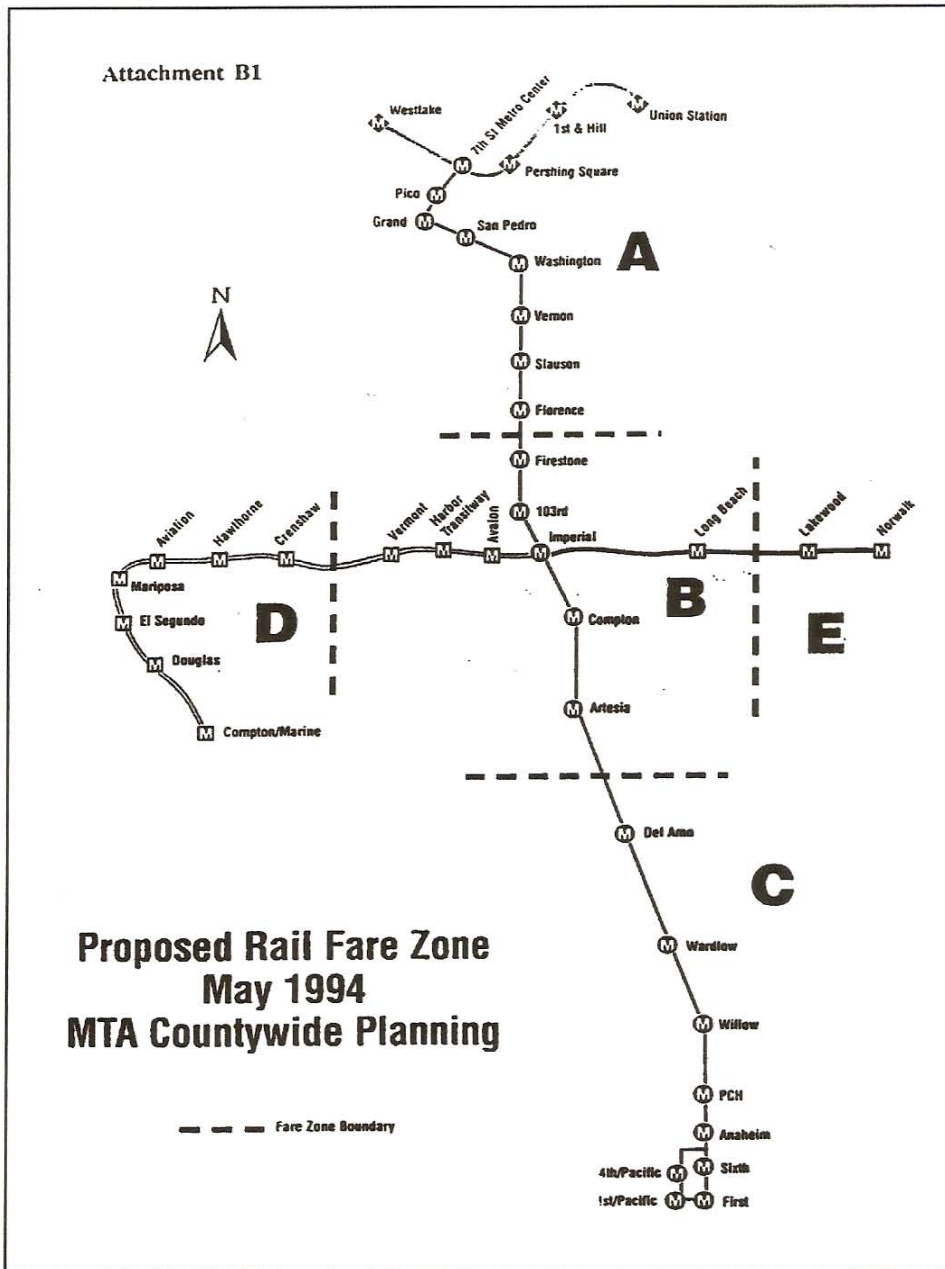 Attachment B1
Westlake
7th St Metro Center
1st & Hill
Union Station
Pershing Square
Pico
Grand
San Pedro
Washington
A
N
Vernon
Slauson
Florence
Firestone
103rd
Imperial
Aviation
Hawthorne
Crenshaw
Vermont
Harbor
Transitway
Avalon
Long Beach
Lakewood
Norwalk
Mariposa
El Segundo
Douglas
Compton/Marine
D
B
E
Compton
Artesia
Del Amo
C
Wardlow
Willow
PCH
Anaheim
4th/Pacific
Sixth
1st/Pacific
First
Proposed Rail Fare Zone
May 1994
MTA Countywide Planning
Fare Zone Boundary